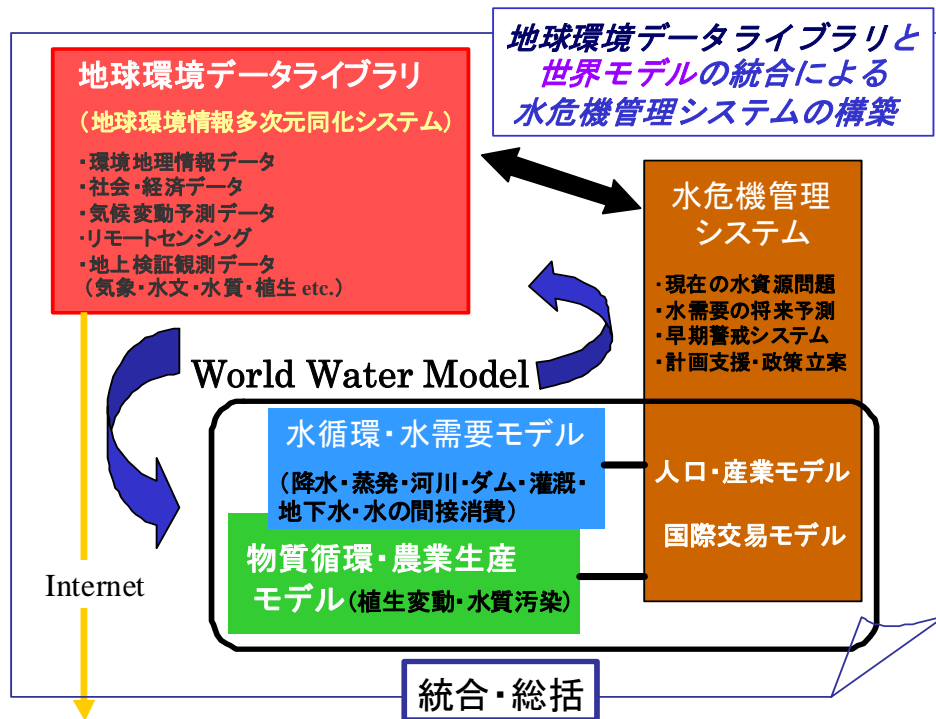 地球環境データライブラリと
世界モデルの統合による
水危機管理システムの構築
地球環境データライブラリ
（地球環境情報多次元同化システム）
・環境地理情報データ
・社会・経済データ
・気候変動予測データ
・リモートセンシング
・地上検証観測データ
（気象・水文・水質・植生 etc.）
水危機管理
システム
・現在の水資源問題
・水需要の将来予測
・早期警戒システム
・計画支援・政策立案
World Water Model
水循環・水需要モデル
（降水・蒸発・河川・ダム・灌漑・
地下水・水の間接消費）
人口・産業モデル
国際交易モデル
物質循環・農業生産
モデル（植生変動・水質汚染）
Internet
統合・総括